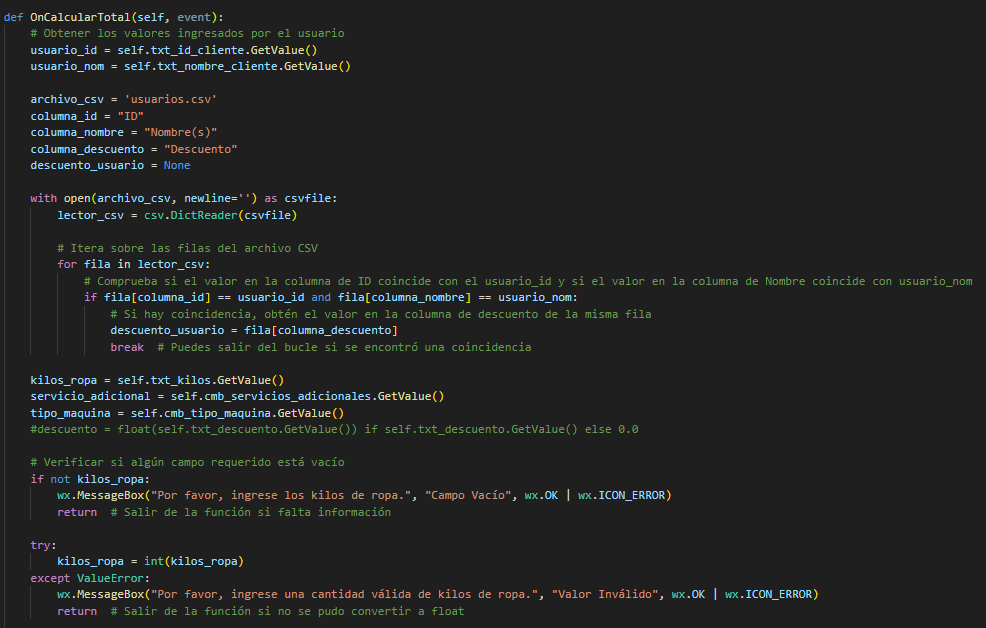 def OnCalcularTotal(self, event):
    # Obtener los valores ingresados por el usuario
    usuario_id = self.txt_id_cliente.GetValue()
    usuario_nom = self.txt_nombre_cliente.GetValue()

    archivo_csv = 'usuarios.csv'
    columna_id = "ID"
    columna_nombre = "Nombre(s)"
    columna_descuento = "Descuento"
    descuento_usuario = None

    with open(archivo_csv, newline='') as csvfile:
        lector_csv = csv.DictReader(csvfile)

        # Itera sobre las filas del archivo CSV
        for fila in lector_csv:
            # Comprueba si el valor en la columna de ID coincide con el usuario_id y si el valor en la columna de Nombre coincide con usuario_nom
            if fila[columna_id] == usuario_id and fila[columna_nombre] == usuario_nom:
                # Si hay coincidencia, obtén el valor en la columna de descuento de la misma fila
                descuento_usuario = fila[columna_descuento]
                break  # Puedes salir del bucle si se encontró una coincidencia

    kilos_ropa = self.txt_kilos.GetValue()
    servicio_adicional = self.cmb_servicios_adicionales.GetValue()
    tipo_maquina = self.cmb_tipo_maquina.GetValue()
    #descuento = float(self.txt_descuento.GetValue()) if self.txt_descuento.GetValue() else 0.0

    # Verificar si algún campo requerido está vacío
    if not kilos_ropa:
        wx.MessageBox("Por favor, ingrese los kilos de ropa.", "Campo Vacío", wx.OK | wx.ICON_ERROR)
        return  # Salir de la función si falta información

    try:
        kilos_ropa = int(kilos_ropa)
    except ValueError:
        wx.MessageBox("Por favor, ingrese una cantidad válida de kilos de ropa.", "Valor Inválido", wx.OK | wx.ICON_ERROR)
        return  # Salir de la función si no se pudo convertir a float